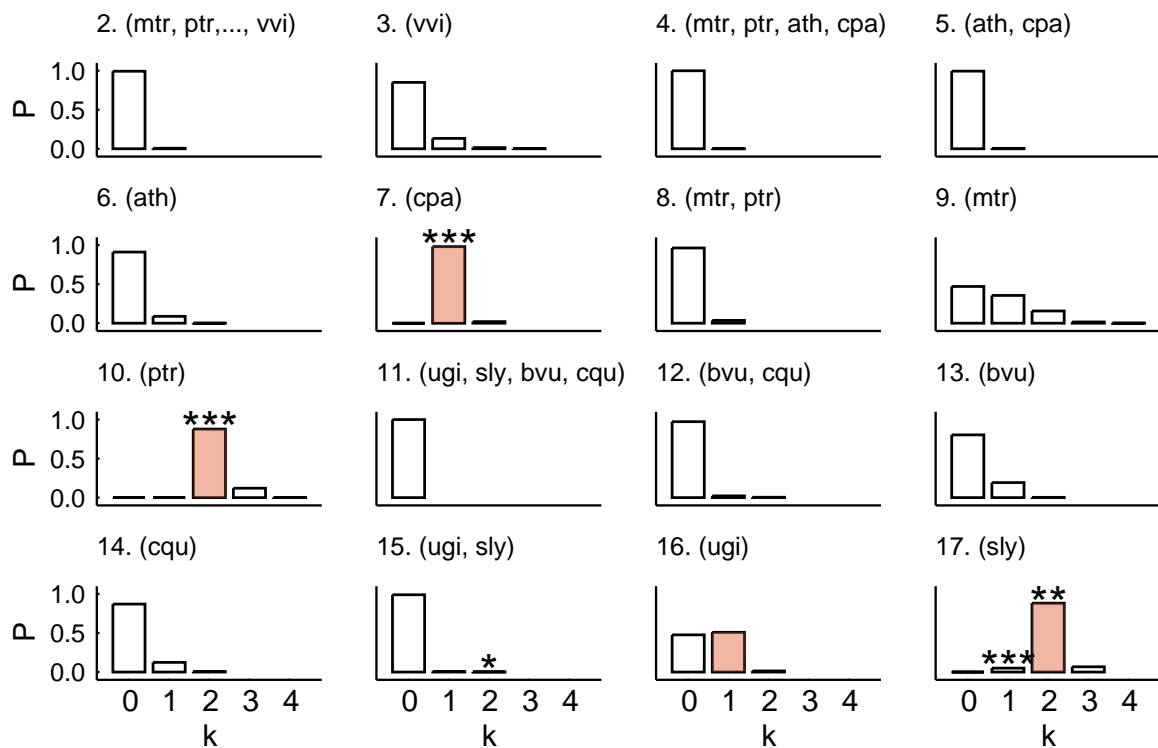 2. (mtr, ptr,..., vvi) 3. (vvi) 4. (mtr, ptr, ath, cpa) 5. (ath, cpa)
1.0
0.5
0.0
P
6. (ath) 7. (cpa) 8. (mtr, ptr) 9. (mtr)
***
1.0
0.5
0.0
P
10. (ptr) 11. (ugi, sly, bvu, cqu) 12. (bvu, cqu) 13. (bvu)
***
1.0
0.5
0.0
P
14. (cqu) 15. (ugi, sly) 16. (ugi) 17. (sly)
**
***
*
1.0
0.5
0.0
P
0 1 2 3 4 0 1 2 3 4 0 1 2 3 4 0 1 2 3 4
k k k k